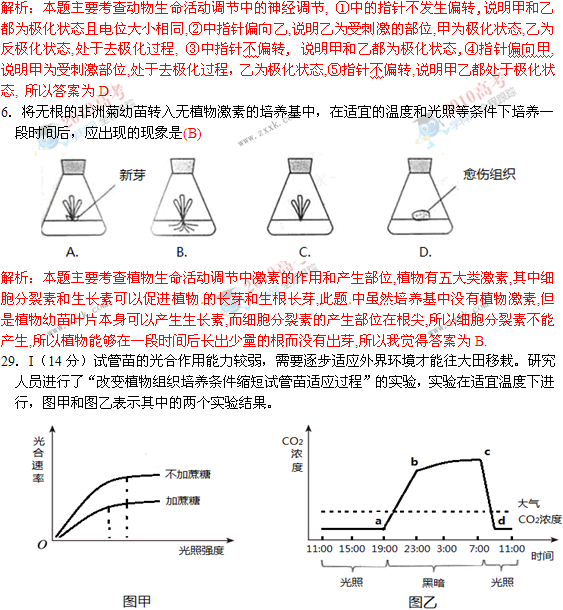 解析：本题主要考查动物生命活动调节中的神经调节, ①中的指针不发生偏转,说明甲和乙
都为极化状态且电位大小相同,②中指针偏向乙,说明乙为受刺激的部位,甲为极化状态,乙为
反极化状态,处于去极化过程, ③中指针不偏转, 说明甲和乙都为极化状态,④指针偏向甲,
说明甲为受刺激部位,处于去极化过程,乙为极化状态,⑤指针不偏转,说明甲乙都处于极化状
态, 所以答案为 D.
6．将无根的非洲菊幼苗转入无植物激素的培养基中，在适宜的温度和光照等条件下培养一
段时间后，应出现的现象是(B)
www.zxxk.com
新芽
愈伤组织
A.
B.
C.
D.
解析：本题主要考查植物生命活动调节中激素的作用和产生部位,植物有五大类激素,其中细
胞分裂素和生长素可以促进植物.的长芽和生根长芽,此题.中虽然培养基中没有植物激素,但
是植物幼苗叶片本身可以产生生长素,而细胞分裂素的产生部位在根尖,所以细胞分裂素不能
产生,所以植物能够在一段时间后长出少量的根而没有出芽,所以我觉得答案为 B.
29．I（14 分）试管苗的光合作用能力较弱，需要逐步适应外界环境才能往大田移栽。研究
人员进行了“改变植物组织培养条件缩短试管苗适应过程”的实验，实验在适宜温度下进
行，图甲和图乙表示其中的两个实验结果。
光合速率
不加蔗糖
加蔗糖
O
光照强度
图甲
CO2
浓度
a
b
c
d
大气
CO2浓度
11:00 15:00 19:00 23:00 3:00 7:00 11:00
时间
光照 黑暗 光照
图乙